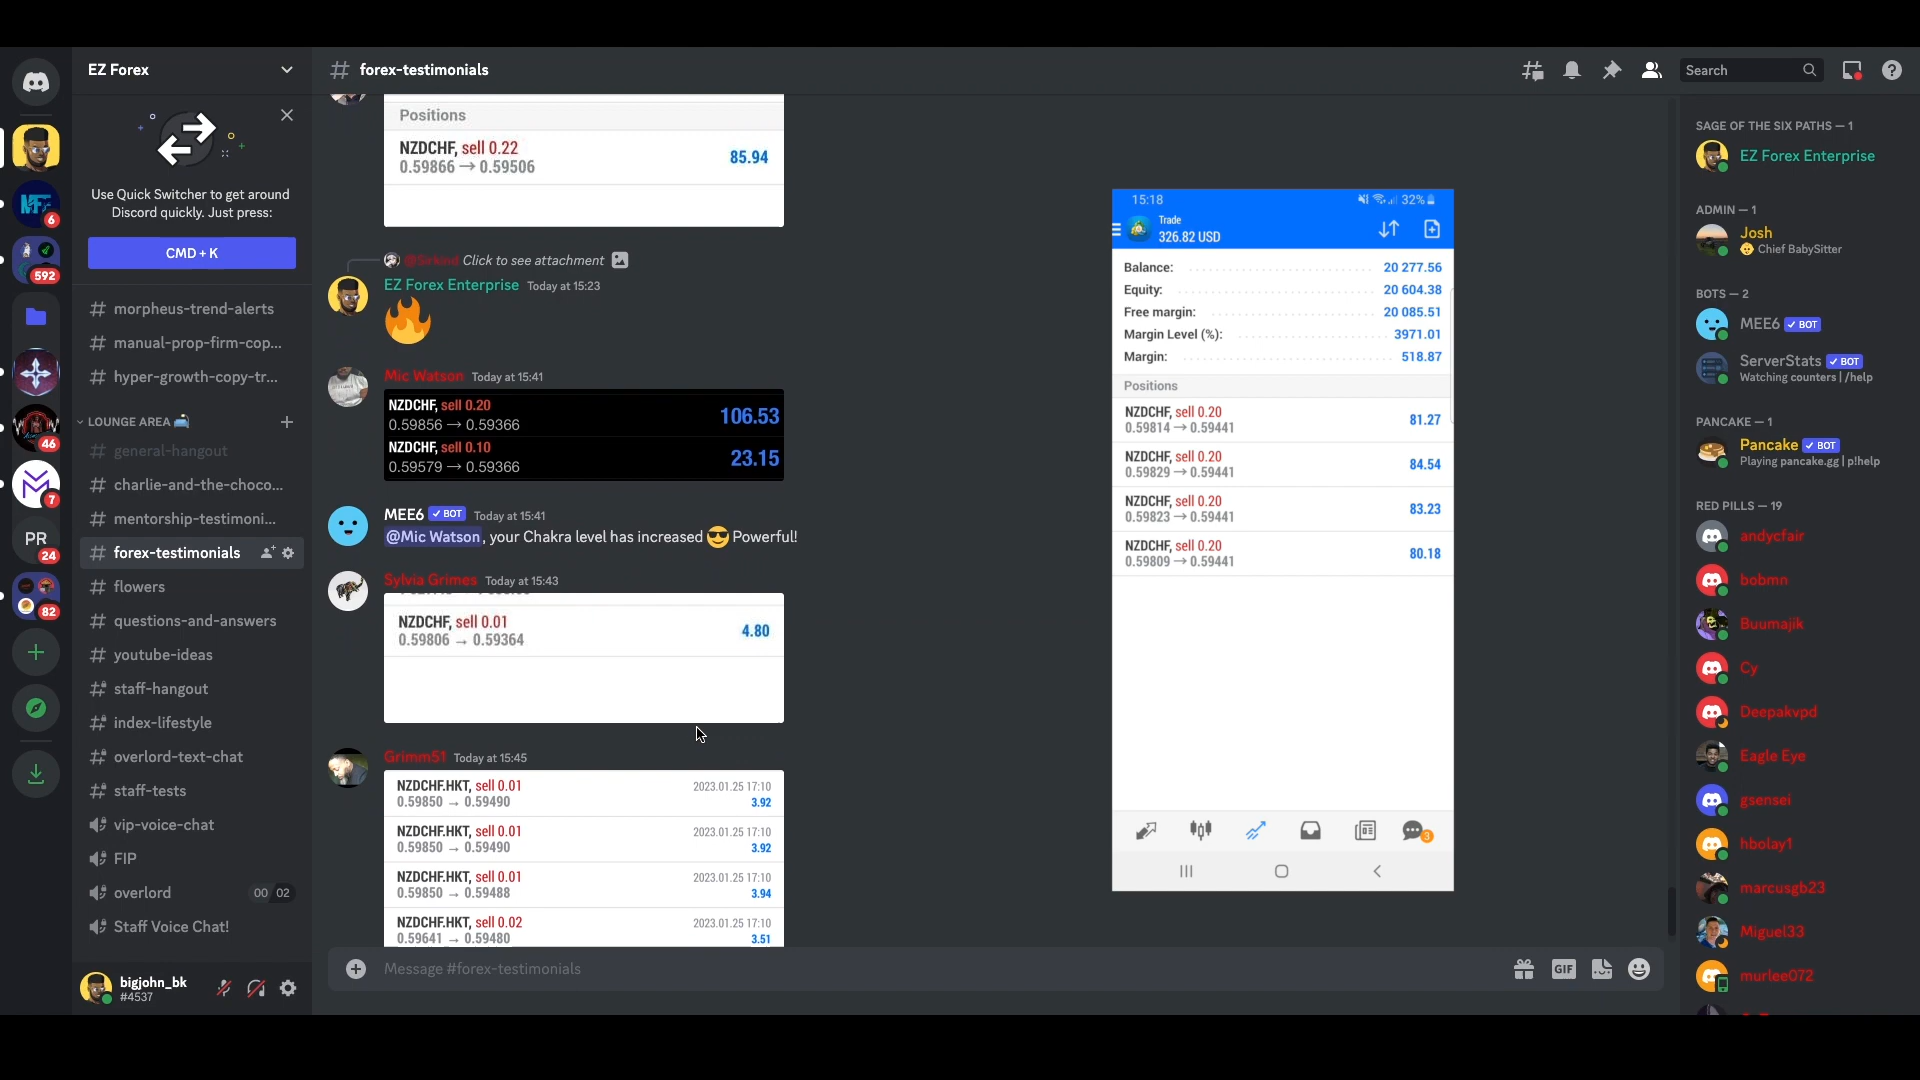 EZ Forex
# forex-testimonials
Search
6
592
46
7
PR
24
82
Use Quick Switcher to get around
Discord quickly. Just press:
CMD + K
# morpheus-trend-alerts
# manual-prop-firm-cop...
# hyper-growth-copy-tr...
LOUNGE AREA
# general-hangout
# charlie-and-the-choco...
# mentorship-testimoni...
# forex-testimonials
# flowers
# questions-and-answers
# youtube-ideas
# staff-hangout
# index-lifestyle
# overlord-text-chat
# staff-tests
vip-voice-chat
FIP
overlord 00 02
Staff Voice Chat!
bigjohn_bk
#4537
Positions
NZDCHF, sell 0.22
0.59866 → 0.59506
85.94
Click to see attachment
EZ Forex Enterprise Today at 15:23
Mic Watson Today at 15:41
NZDCHF, sell 0.20
0.59856 → 0.59366
106.53
NZDCHF, sell 0.10
0.59579 → 0.59366
23.15
MEE6 ✓ BOT Today at 15:41
@Mic Watson, your Chakra level has increased 😎 Powerful!
Sylvia Grimes Today at 15:43
NZDCHF, sell 0.01
0.59806 → 0.59364
4.80
Grimm51 Today at 15:45
NZDCHF.HKT, sell 0.01 2023.01.25 17:10
0.59850 → 0.59490 3.92
NZDCHF.HKT, sell 0.01 2023.01.25 17:10
0.59850 → 0.59490 3.92
NZDCHF.HKT, sell 0.01 2023.01.25 17:10
0.59850 → 0.59488 3.94
NZDCHF.HKT, sell 0.02 2023.01.25 17:10
0.59641 → 0.59480 3.51
Message #forex-testimonials
GIF
15:18 32%
Trade
326.82 USD
Balance: 20 277.56
Equity: 20 604.38
Free margin: 20 085.51
Margin Level (%): 3971.01
Margin: 518.87
Positions
NZDCHF, sell 0.20
0.59814 → 0.59441
81.27
NZDCHF, sell 0.20
0.59829 → 0.59441
84.54
NZDCHF, sell 0.20
0.59823 → 0.59441
83.23
NZDCHF, sell 0.20
0.59809 → 0.59441
80.18
3
SAGE OF THE SIX PATHS — 1
EZ Forex Enterprise
ADMIN — 1
Josh
Chief BabySitter
BOTS — 2
MEE6 ✓ BOT
ServerStats ✓ BOT
Watching counters | /help
PANCAKE — 1
Pancake ✓ BOT
Playing pancake.gg | p!help
RED PILLS — 19
andycfair
bobmn
Buumajik
Cy
Deepakvpd
Eagle Eye
gsensei
hbolay1
marcusgb23
Miguel33
murlee072